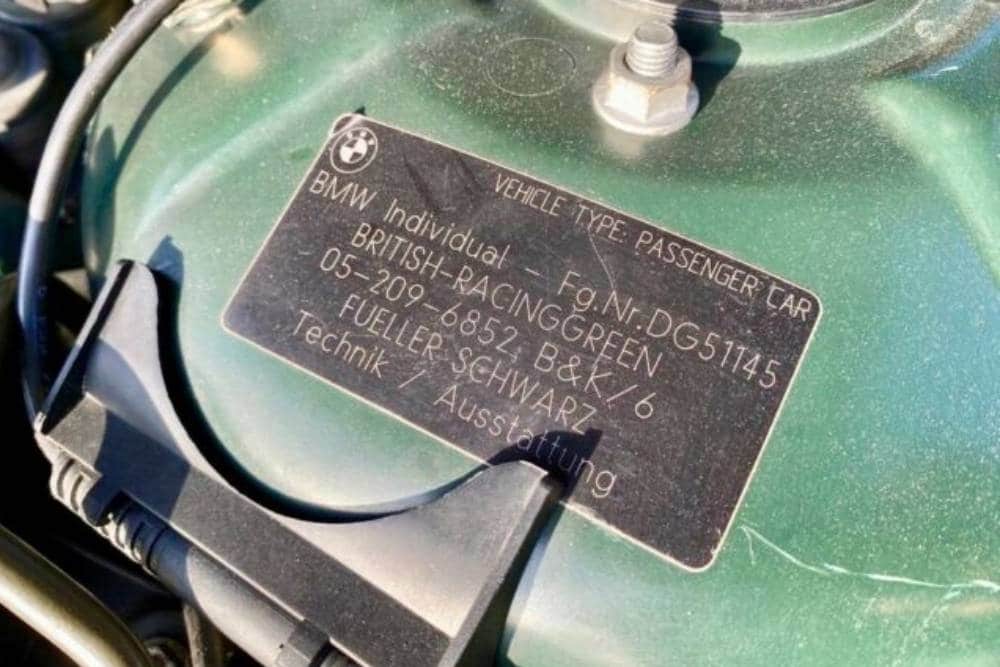 VEHICLE TYPE: PASSENGER CAR
BMW Individual - Fg.Nr.DG51145
BRITISH-RACINGGREEN
05-209-6852 B&K/6
FUELLER SCHWARZ
Technik / Ausstattung